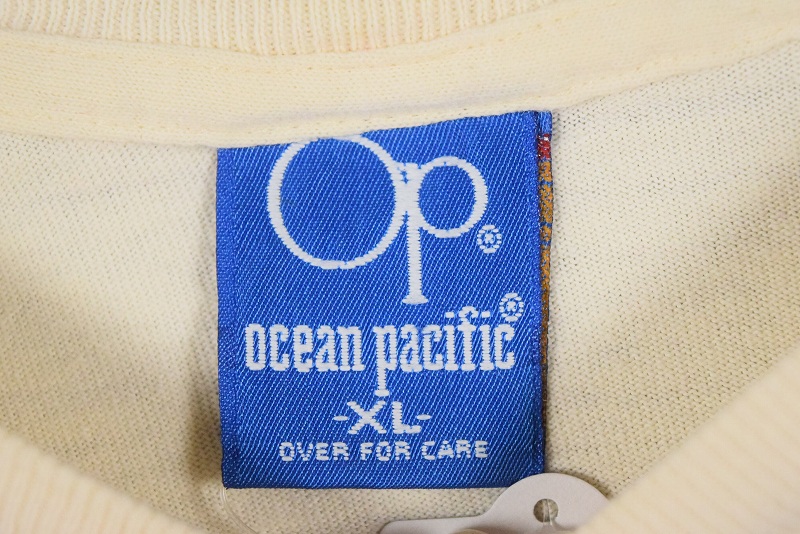 Op®
ocean pacific®
-XL-
OVER FOR CARE